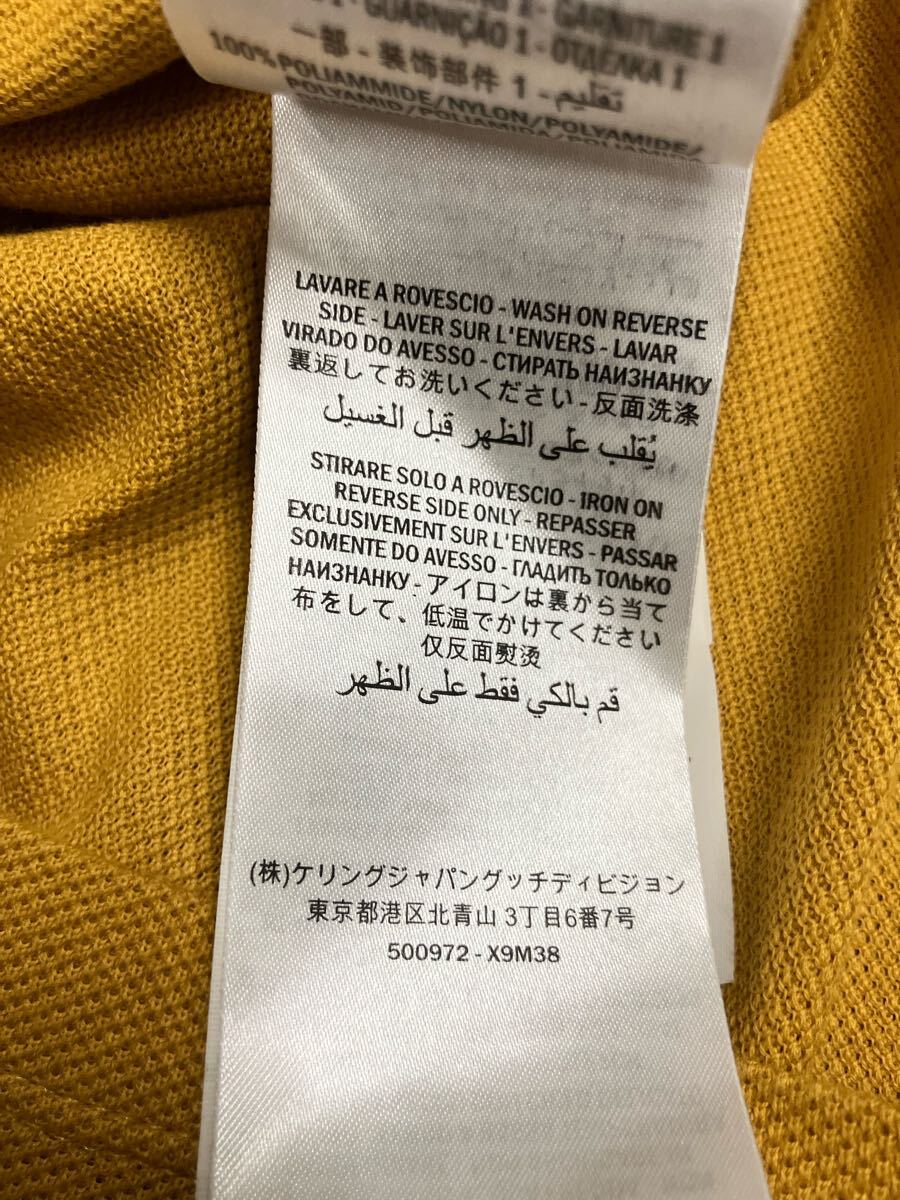 GARNITURE I
I - GUARNIÇÃO I - ОТДЕЛКА I
一部 - 装饰部件 1 - تقليم
100% POLIAMMIDE/NYLON/POLYAMIDE/
POLYAMID/POLIAMIDA/POLIAMIDA
LAVARE A ROVESCIO - WASH ON REVERSE
SIDE - LAVER SUR L'ENVERS - LAVAR
VIRADO DO AVESSO - СТИРАТЬ НАИЗНАНКУ
裏返してお洗いください - 反面洗涤
يُقلب على الظهر قبل الغسيل
STIRARE SOLO A ROVESCIO - IRON ON
REVERSE SIDE ONLY - REPASSER
EXCLUSIVEMENT SUR L'ENVERS - PASSAR
SOMENTE DO AVESSO - ГЛАДИТЬ ТОЛЬКО
НАИЗНАНКУ - アイロンは裏から当て
布をして、低温でかけてください
仅反面熨烫
قم بالكي فقط على الظهر
(株)ケリングジャパングッチディビジョン
東京都港区北青山 3丁目6番7号
500972 - X9M38